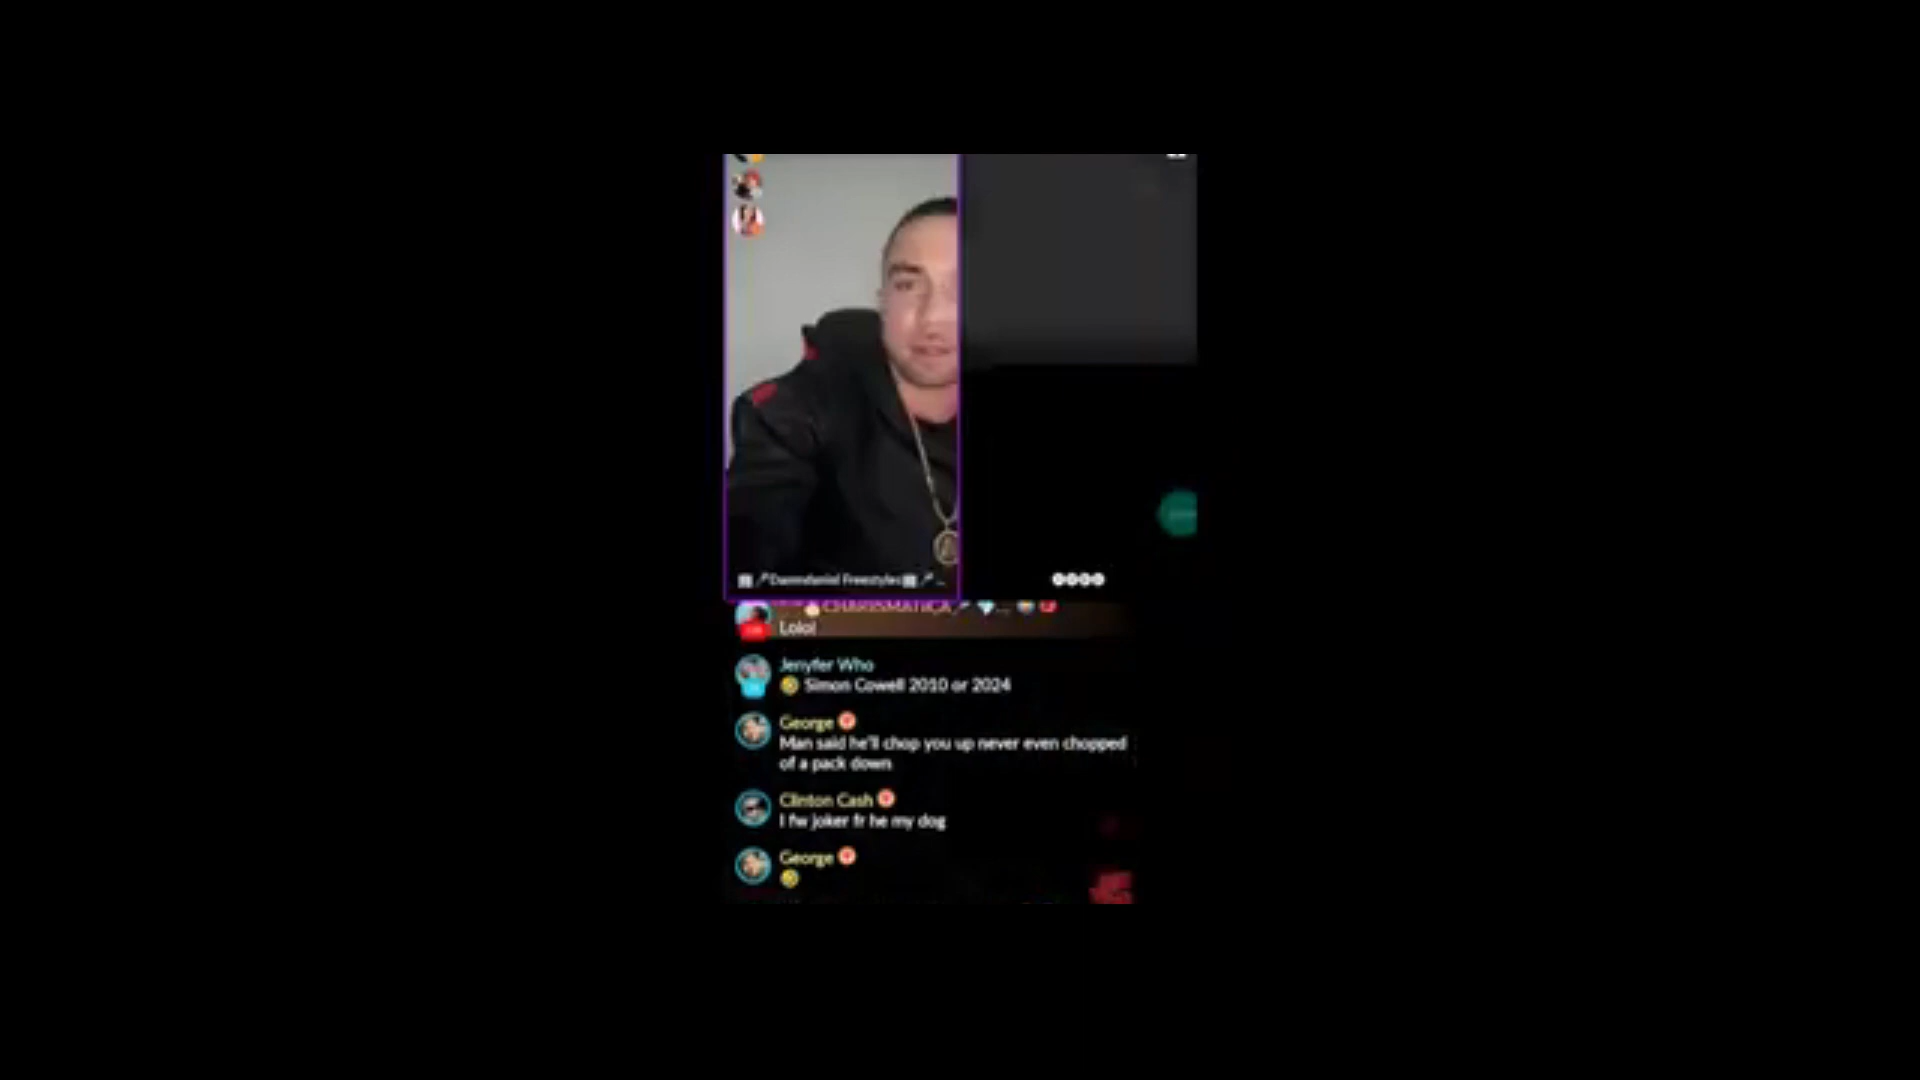 Freestyles
CHARISMATICA
Lolol
Jenyfer Who
🤣 Simon Cowell 2010 or 2024
George
Man said he'll chop you up never even chopped
of a pack down
Clinton Cash
I fw joker fr he my dog
George
🤣